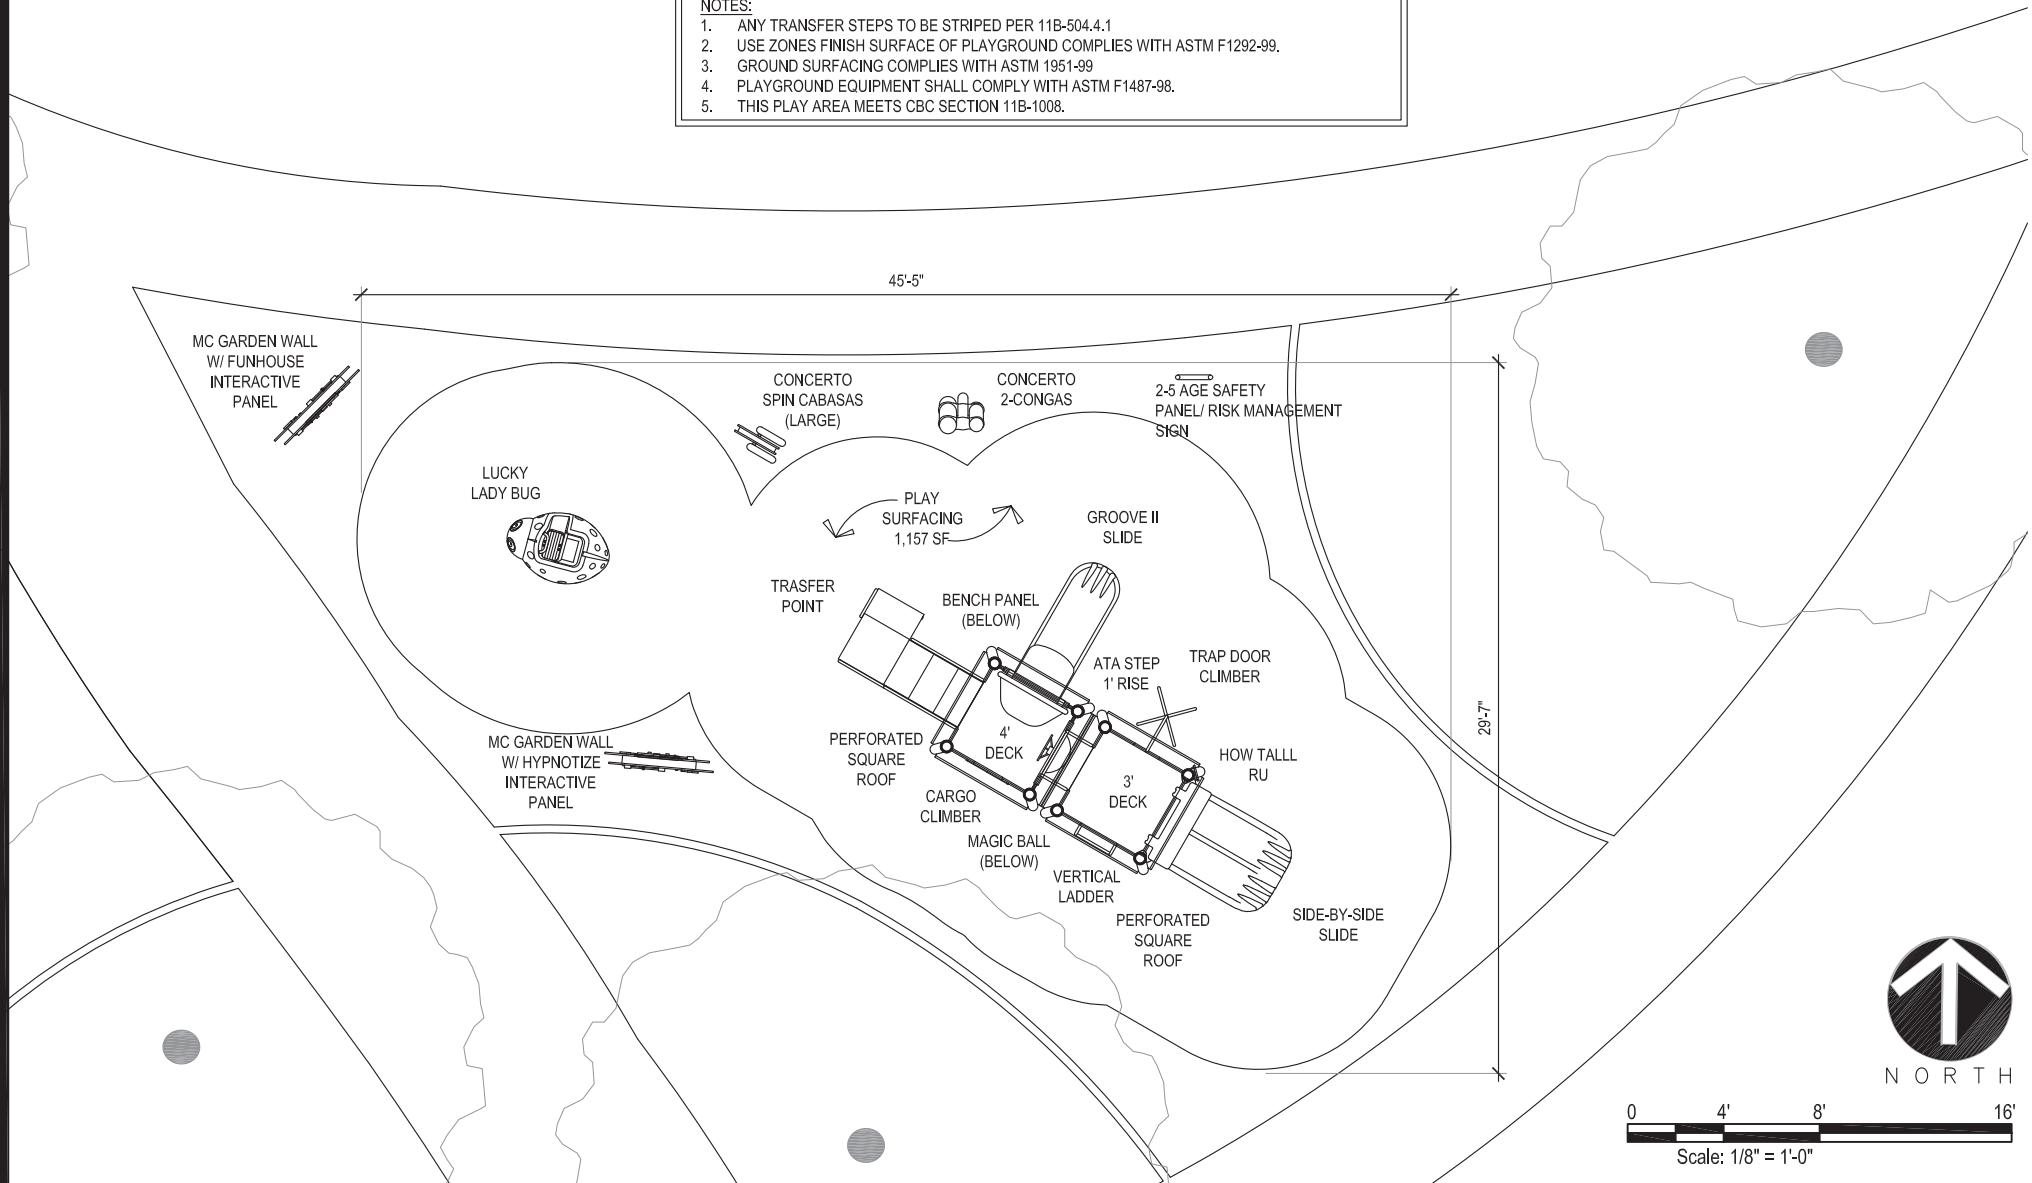 NOTES:
1. ANY TRANSFER STEPS TO BE STRIPED PER 11B-504.4.1
2. USE ZONES FINISH SURFACE OF PLAYGROUND COMPLIES WITH ASTM F1292-99.
3. GROUND SURFACING COMPLIES WITH ASTM 1951-99
4. PLAYGROUND EQUIPMENT SHALL COMPLY WITH ASTM F1487-98.
5. THIS PLAY AREA MEETS CBC SECTION 11B-1008.
45'-5"
MC GARDEN WALL
W/ FUNHOUSE
INTERACTIVE
PANEL
CONCERTO
SPIN CABASAS
(LARGE)
CONCERTO
2-CONGAS
2-5 AGE SAFETY
PANEL/ RISK MANAGEMENT
SIGN
LUCKY
LADY BUG
PLAY
SURFACING
1,157 SF
GROOVE II
SLIDE
TRASFER
POINT
BENCH PANEL
(BELOW)
ATA STEP
1' RISE
TRAP DOOR
CLIMBER
29'-7"
4'
DECK
PERFORATED
SQUARE
ROOF
MC GARDEN WALL
W/ HYPNOTIZE
INTERACTIVE
PANEL
HOW TALLL
RU
3'
DECK
CARGO
CLIMBER
MAGIC BALL
(BELOW)
VERTICAL
LADDER
PERFORATED
SQUARE
ROOF
SIDE-BY-SIDE
SLIDE
NORTH
0 4' 8' 16'
Scale: 1/8" = 1'-0"